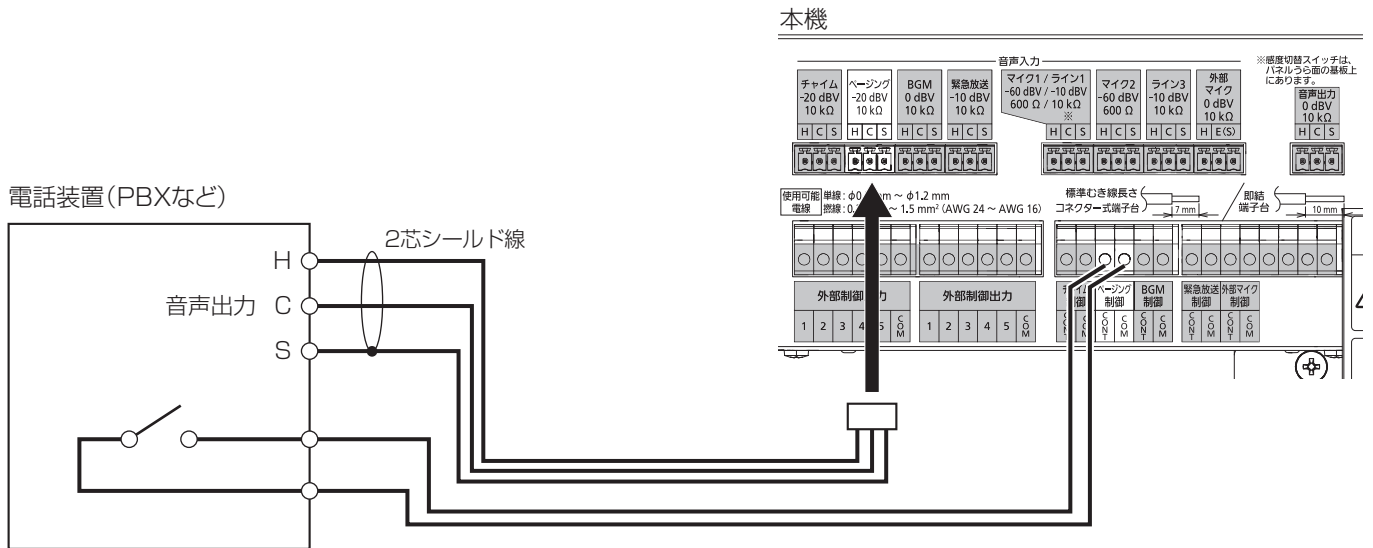 本機
音声入力
※感度切替スイッチは、
パネルうら面の基板上
にあります。
チャイム
-20 dBV
10 kΩ
H C S
ページング
-20 dBV
10 kΩ
H C S
BGM
0 dBV
10 kΩ
H C S
緊急放送
-10 dBV
10 kΩ
H C S
マイク1 / ライン1
-60 dBV / -10 dBV
600 Ω / 10 kΩ
※
H C S
マイク2
-60 dBV
600 Ω
H C S
ライン3
-10 dBV
10 kΩ
H C S
外部
マイク
0 dBV
10 kΩ
H E(S)
音声出力
0 dBV
10 kΩ
H C S
使用可能
電線
単線 : φ0. mm ~ φ1.2 mm
撚線 : 0. ~ 1.5 mm² (AWG 24 ~ AWG 16)
標準むき線長さ
コネクター式端子台
7 mm
即結
端子台
10 mm
外部制御 力
1 2 3 4 5 COM
外部制御出力
1 2 3 4 5 COM
ページング
制御
CONT COM
BGM
制御
CONT COM
緊急放送
制御
CONT COM
外部マイク
制御
CONT COM
電話装置(PBXなど)
2芯シールド線
H
音声出力 C
S